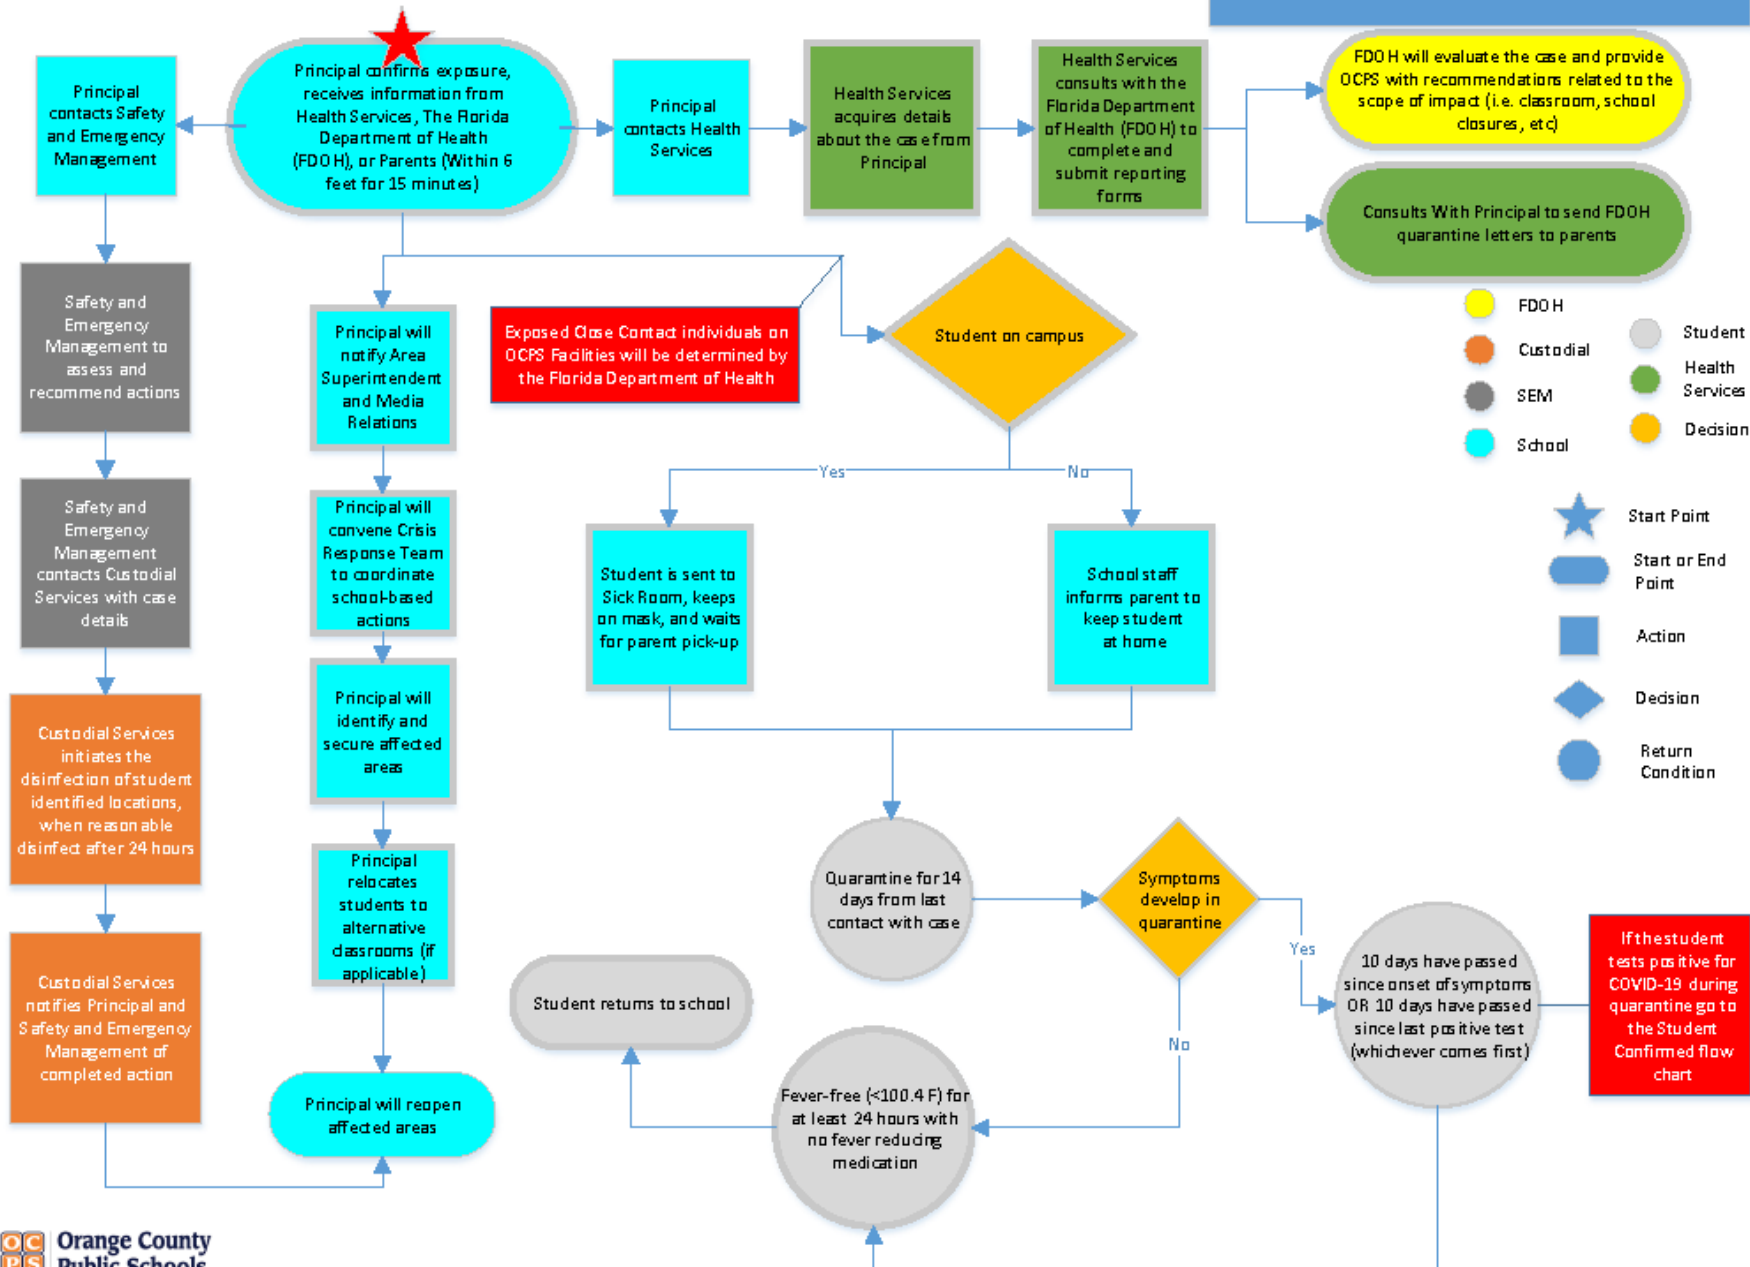 Principal
contacts Safety
and Emergency
Management
Principal confirms exposure,
receives information from
Health Services, The Florida
Department of Health
(FDOH), or Parents (Within 6
feet for 15 minutes)
Principal
contacts Health
Services
Health Services
acquires details
about the case from
Principal
Health Services
consults with the
Florida Department
of Health (FDOH) to
complete and
submit reporting
forms
FDOH will evaluate the case and provide
OCPS with recommendations related to the
scope of impact (i.e. classroom, school
closures, etc)
Consults With Principal to send FDOH
quarantine letters to parents
Safety and
Emergency
Management to
assess and
recommend actions
Principal will
notify Area
Superintendent
and Media
Relations
Exposed Close Contact individuals on
OCPS Facilities will be determined by
the Florida Department of Health
Student on campus
FDOH
Custodial
SEM
School
Student
Health
Services
Decision
Yes
No
Safety and
Emergency
Management
contacts Custodial
Services with case
details
Principal will
convene Crisis
Response Team
to coordinate
school-based
actions
Student is sent to
Sick Room, keeps
on mask, and waits
for parent pick-up
School staff
informs parent to
keep student
at home
Start Point
Start or End
Point
Action
Decision
Return
Condition
Custodial Services
initiates the
disinfection of student
identified locations,
when reasonable
disinfect after 24 hours
Principal will
identify and
secure affected
areas
Principal
relocates
students to
alternative
classrooms (if
applicable)
Quarantine for 14
days from last
contact with case
Symptoms
develop in
quarantine
Yes
No
10 days have passed
since onset of symptoms
OR 10 days have passed
since last positive test
(whichever comes first)
If the student
tests positive for
COVID-19 during
quarantine go to
the Student
Confirmed flow
chart
Custodial Services
notifies Principal and
Safety and Emergency
Management of
completed action
Student returns to school
Fever-free (<100.4 F) for
at least 24 hours with
no fever reducing
medication
Principal will reopen
affected areas
OC
PS
Orange County
Public Schools